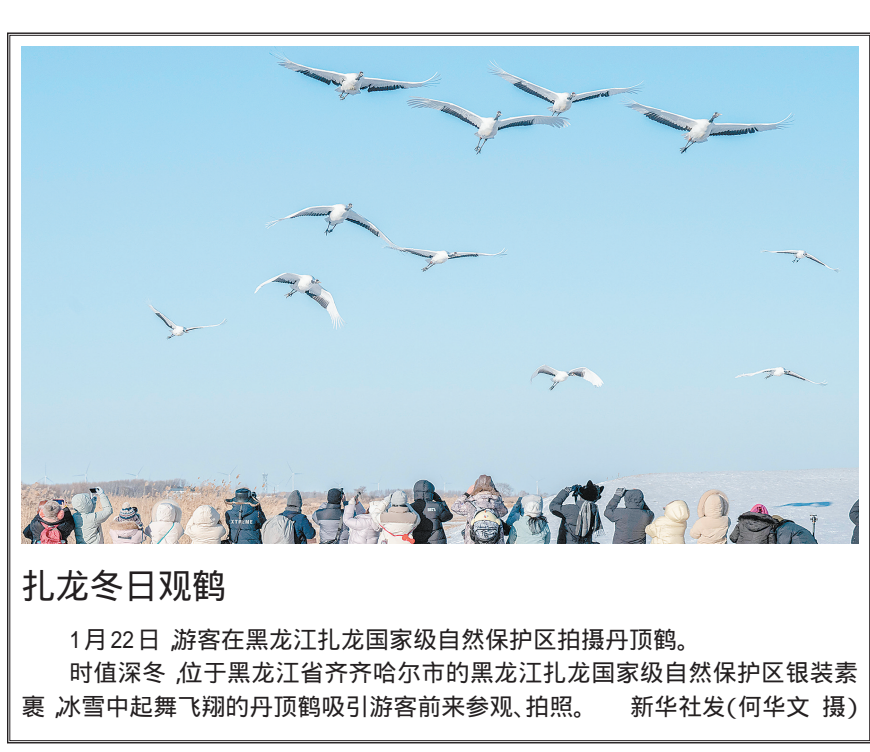 XTREME
扎龙冬日观鹤
1月22日,游客在黑龙江扎龙国家级自然保护区拍摄丹顶鹤。
时值深冬,位于黑龙江省齐齐哈尔市的黑龙江扎龙国家级自然保护区银装素
裹,冰雪中起舞飞翔的丹顶鹤吸引游客前来参观、拍照。 新华社发(何华文 摄)